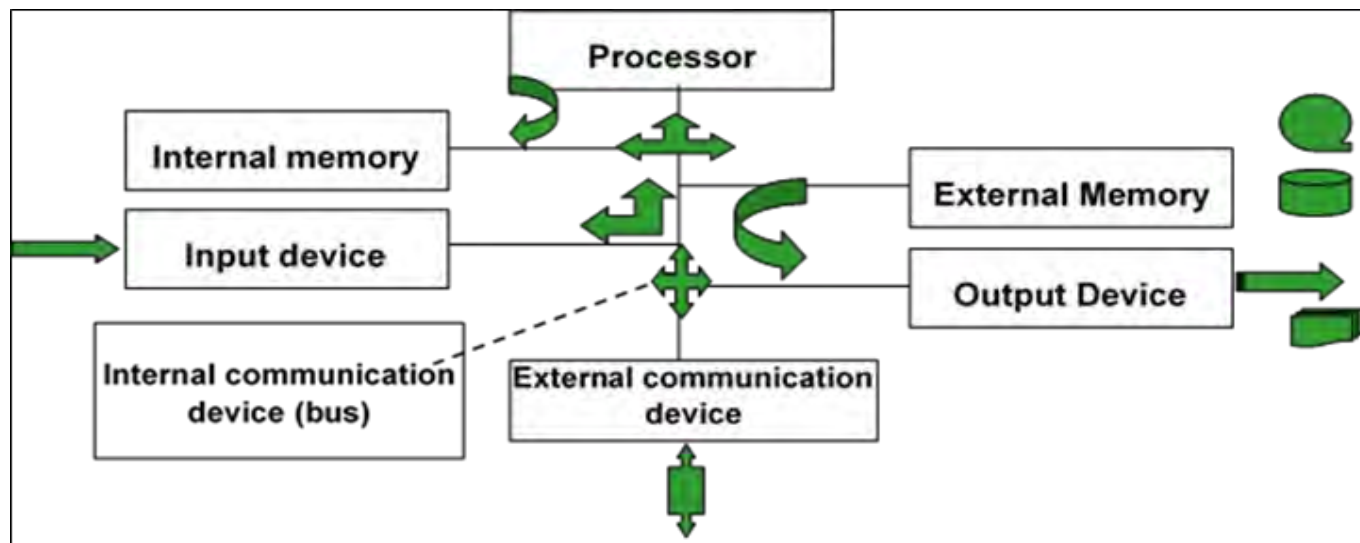 Processor
Internal memory
External Memory
Input device
Output Device
Internal communication
device (bus)
External communication
device